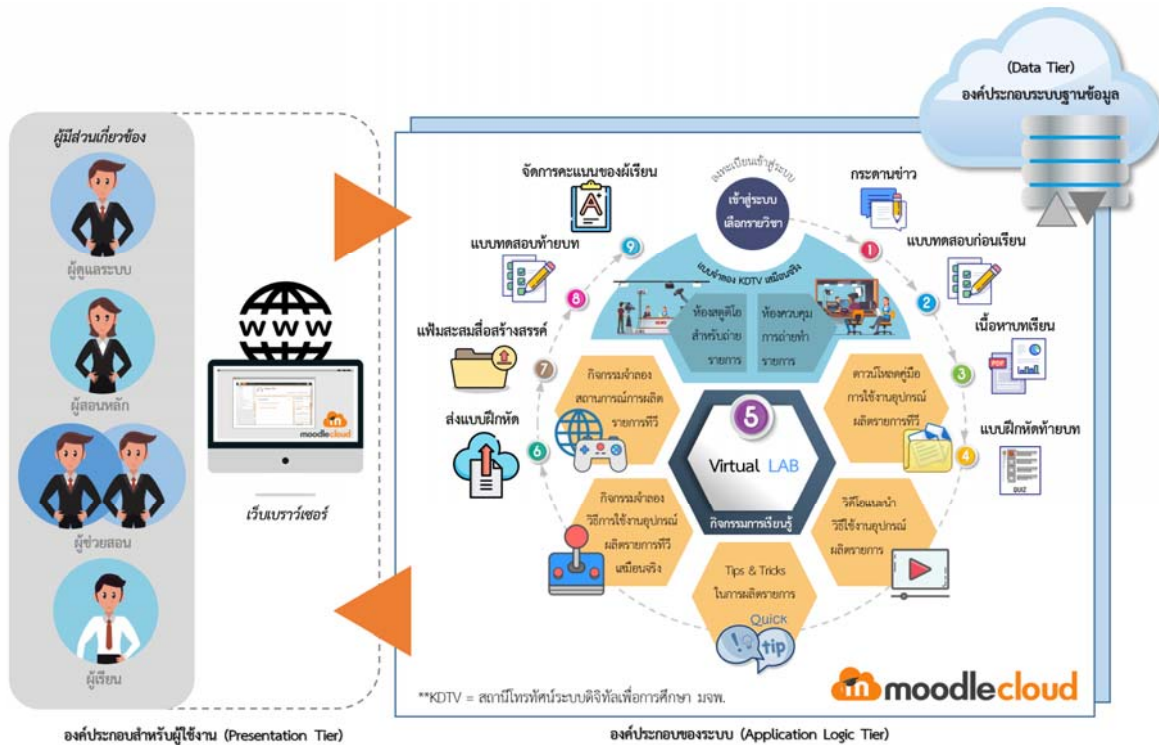 (Data Tier)
องค์ประกอบระบบฐานข้อมูล
ผู้มีส่วนเกี่ยวข้อง
ผู้ดูแลระบบ
ผู้สอนหลัก
ผู้ช่วยสอน
ผู้เรียน
WWW
moodlecloud
เว็บเบราว์เซอร์
ลงทะเบียนเข้าสู่ระบบ
เข้าสู่ระบบ
เลือกรายวิชา
กระดานข่าว
1
แบบทดสอบก่อนเรียน
2
เนื้อหาบทเรียน
PDF
3
แบบฝึกหัดท้ายบท
QUIZ
4
จัดการคะแนนของผู้เรียน
A+
9
แบบทดสอบท้ายบท
8
แฟ้มสะสมสื่อสร้างสรรค์
7
ส่งแบบฝึกหัด
6
แบบจำลอง KDTV เสมือนจริง
ห้องสตูดิโอ
สำหรับถ่าย
รายการ
ห้องควบคุม
การถ่ายทำ
รายการ
กิจกรรมจำลอง
สถานการณ์การผลิต
รายการทีวี
ดาวน์โหลดคู่มือ
การใช้งานอุปกรณ์
ผลิตรายการทีวี
5
Virtual LAB
กิจกรรมการเรียนรู้
กิจกรรมจำลอง
วิธีการใช้งานอุปกรณ์
ผลิตรายการทีวี
เสมือนจริง
วิดีโอแนะนำ
วิธีใช้งานอุปกรณ์
ผลิตรายการ
Tips & Tricks
ในการผลิตรายการ
Quick
tip
**KDTV = สถานีโทรทัศน์ระบบดิจิทัลเพื่อการศึกษา มจพ.
moodlecloud
องค์ประกอบสำหรับผู้ใช้งาน (Presentation Tier)
องค์ประกอบของระบบ (Application Logic Tier)